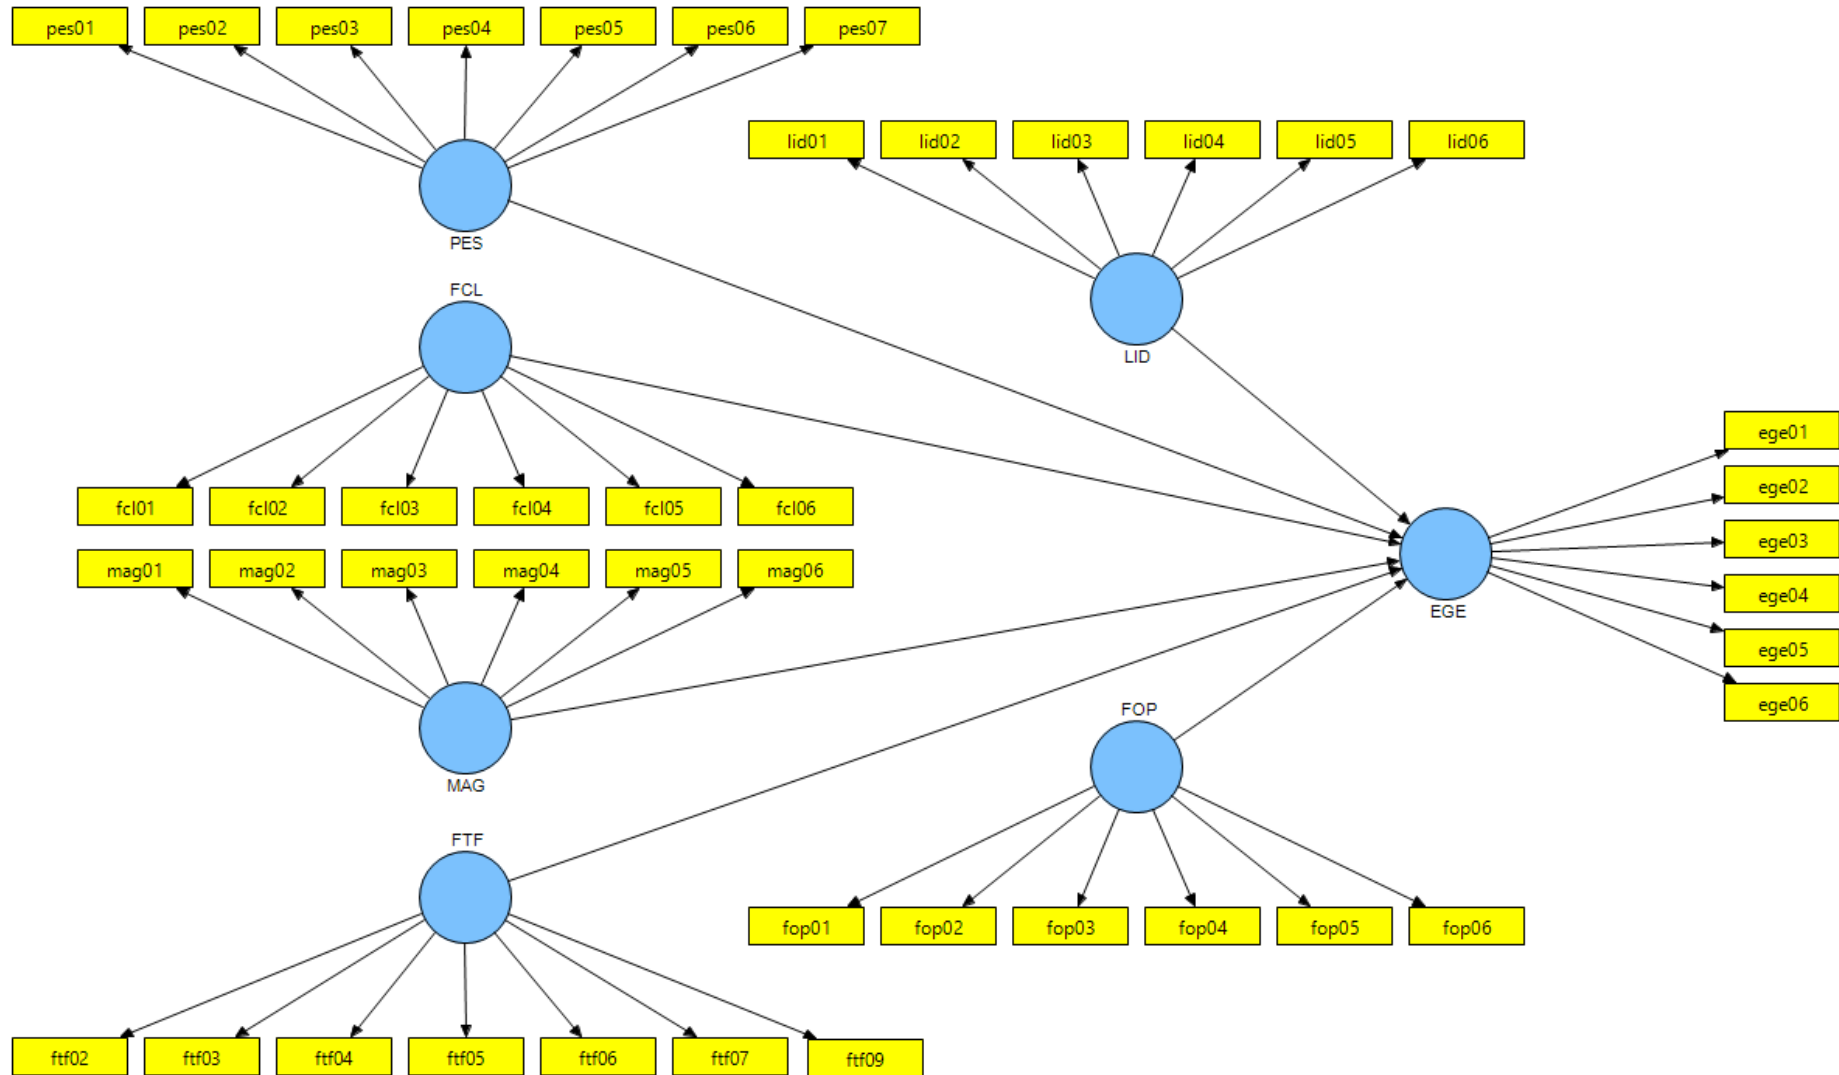 pes01 pes02 pes03 pes04 pes05 pes06 pes07
lid01 lid02 lid03 lid04 lid05 lid06
PES
FCL
LID
ege01
ege02
fcl01 fcl02 fcl03 fcl04 fcl05 fcl06
ege03
mag01 mag02 mag03 mag04 mag05 mag06
ege04
EGE
ege05
ege06
FOP
MAG
FTF
fop01 fop02 fop03 fop04 fop05 fop06
ftf02 ftf03 ftf04 ftf05 ftf06 ftf07 ftf09